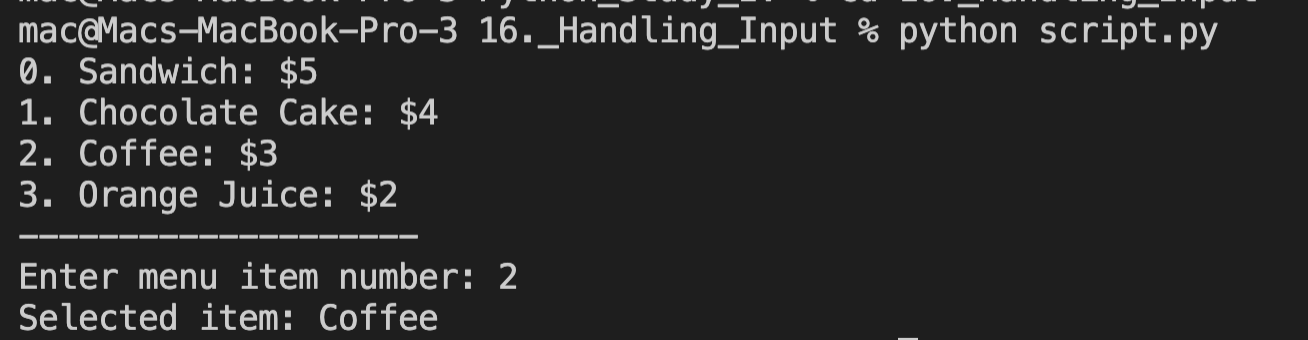 mac@Macs-MacBook-Pro-3 16._Handling_Input % python script.py
0. Sandwich: $5
1. Chocolate Cake: $4
2. Coffee: $3
3. Orange Juice: $2
--------------------
Enter menu item number: 2
Selected item: Coffee